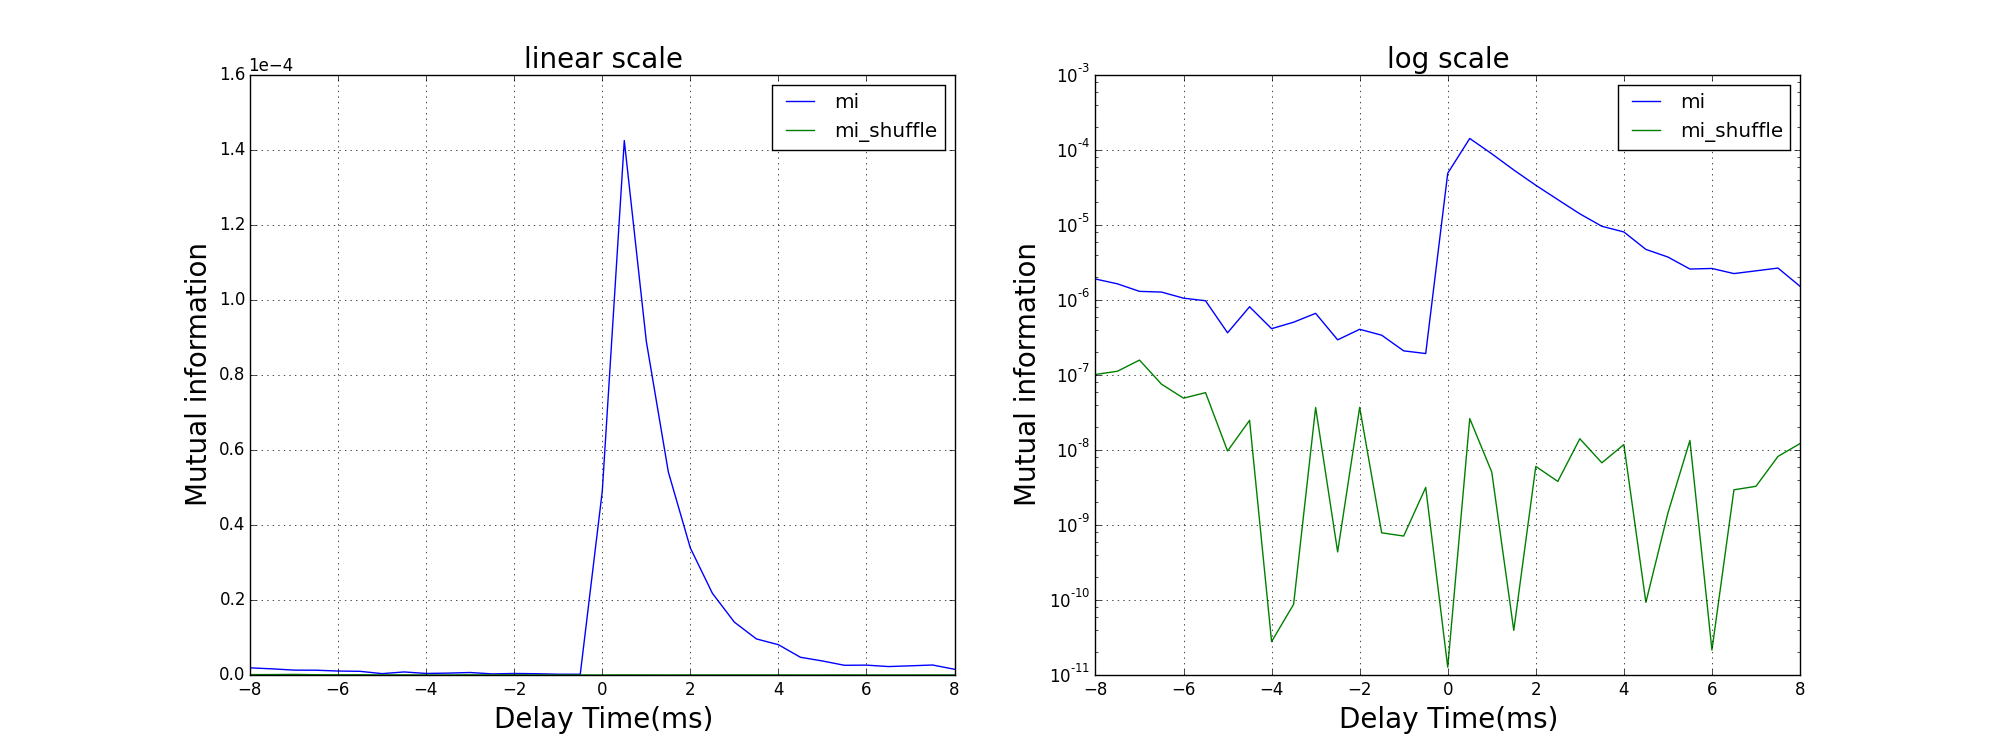 linear scale
1e−4
1.6
1.4
1.2
1.0
0.8
0.6
0.4
0.2
0.0
Mutual information
mi
mi_shuffle
−8 −6 −4 −2 0 2 4 6 8
Delay Time(ms)
log scale
10^-3
10^-4
10^-5
10^-6
10^-7
10^-8
10^-9
10^-10
10^-11
Mutual information
mi
mi_shuffle
−8 −6 −4 −2 0 2 4 6 8
Delay Time(ms)